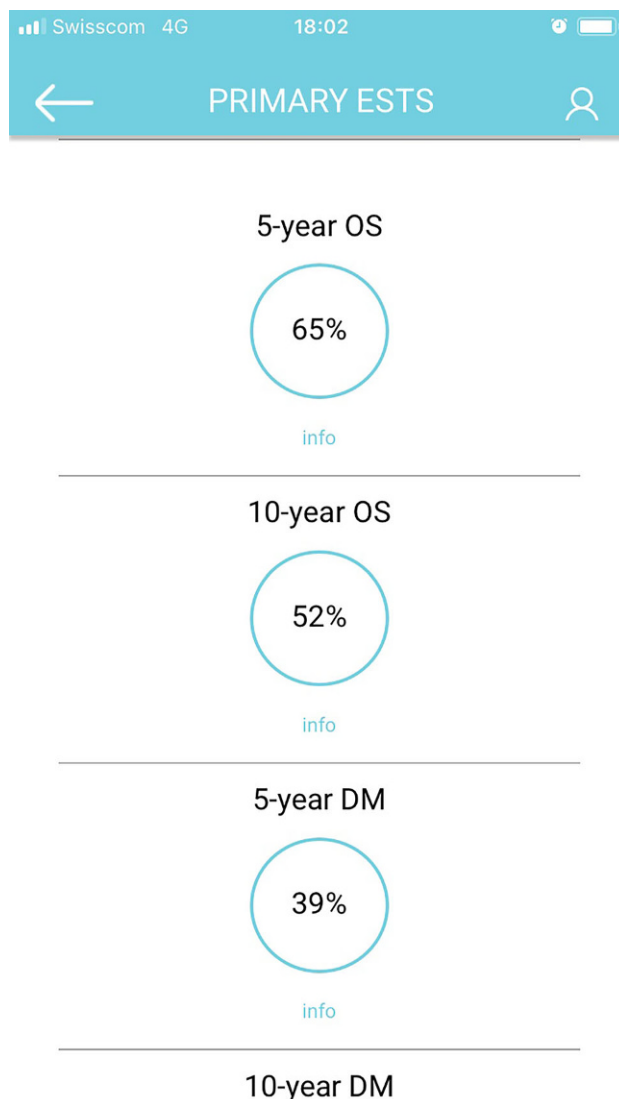 Swisscom 4G 18:02
PRIMARY ESTS
5-year OS
65%
info
10-year OS
52%
info
5-year DM
39%
info
10-year DM